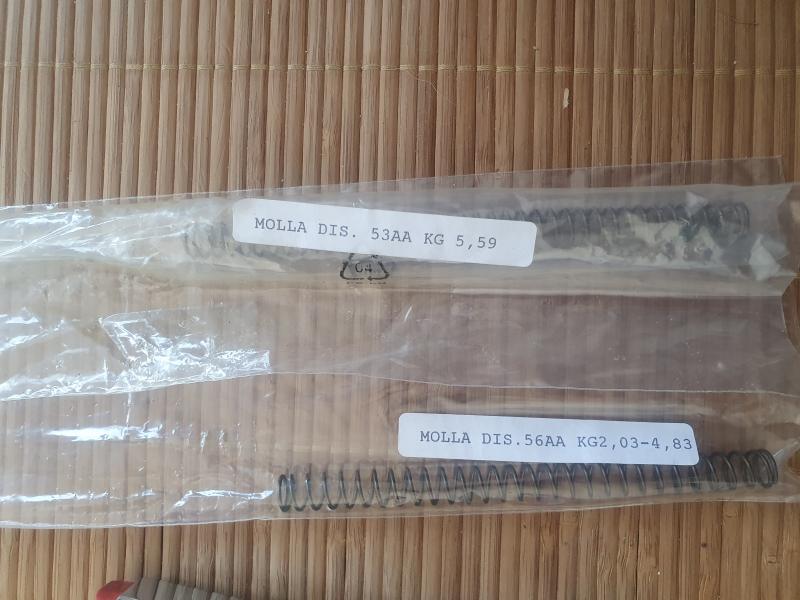 MOLLA DIS. 53AA KG 5,59
04
MOLLA DIS.56AA KG2,03-4,83